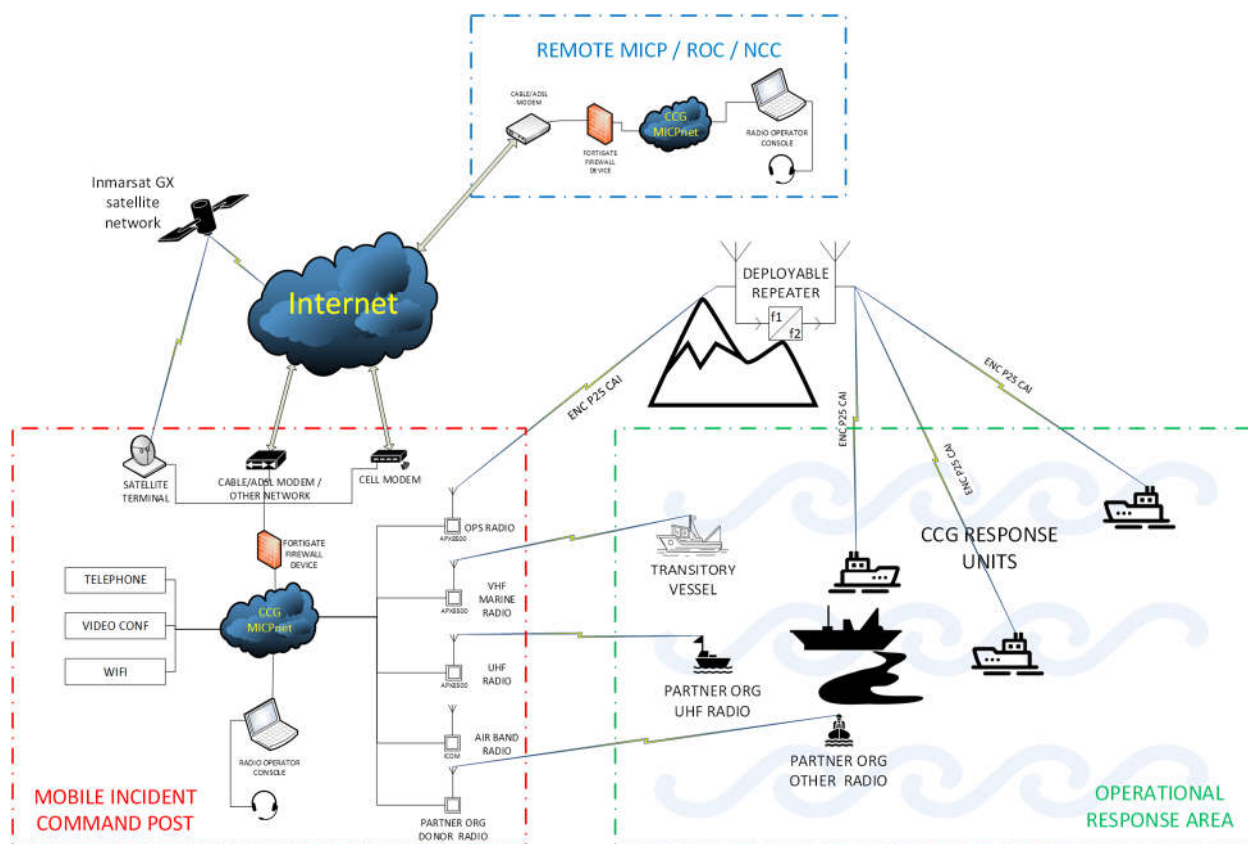 REMOTE MICP / ROC / NCC
CABLE/ADSL
MODEM
CCG
MICPnet
FORTIGATE
FIREWALL
DEVICE
RADIO OPERATOR
CONSOLE
Inmarsat GX
satellite
network
Internet
DEPLOYABLE
REPEATER
f1
f2
ENC P25 CAI
ENC P25 CAI
ENC P25 CAI
ENC P25 CAI
SATELLITE
TERMINAL
CABLE/ADSL MODEM /
OTHER NETWORK
CELL MODEM
FORTIGATE
FIREWALL
DEVICE
TELEPHONE
VIDEO CONF
WIFI
CCG
MICPnet
RADIO OPERATOR
CONSOLE
OPS RADIO
APX8500
VHF
MARINE
RADIO
APX8500
UHF
RADIO
APX8500
AIR BAND
RADIO
ICOM
PARTNER ORG
DONOR RADIO
MOBILE INCIDENT
COMMAND POST
TRANSITORY
VESSEL
CCG RESPONSE
UNITS
PARTNER ORG
UHF RADIO
PARTNER ORG
OTHER RADIO
OPERATIONAL
RESPONSE AREA